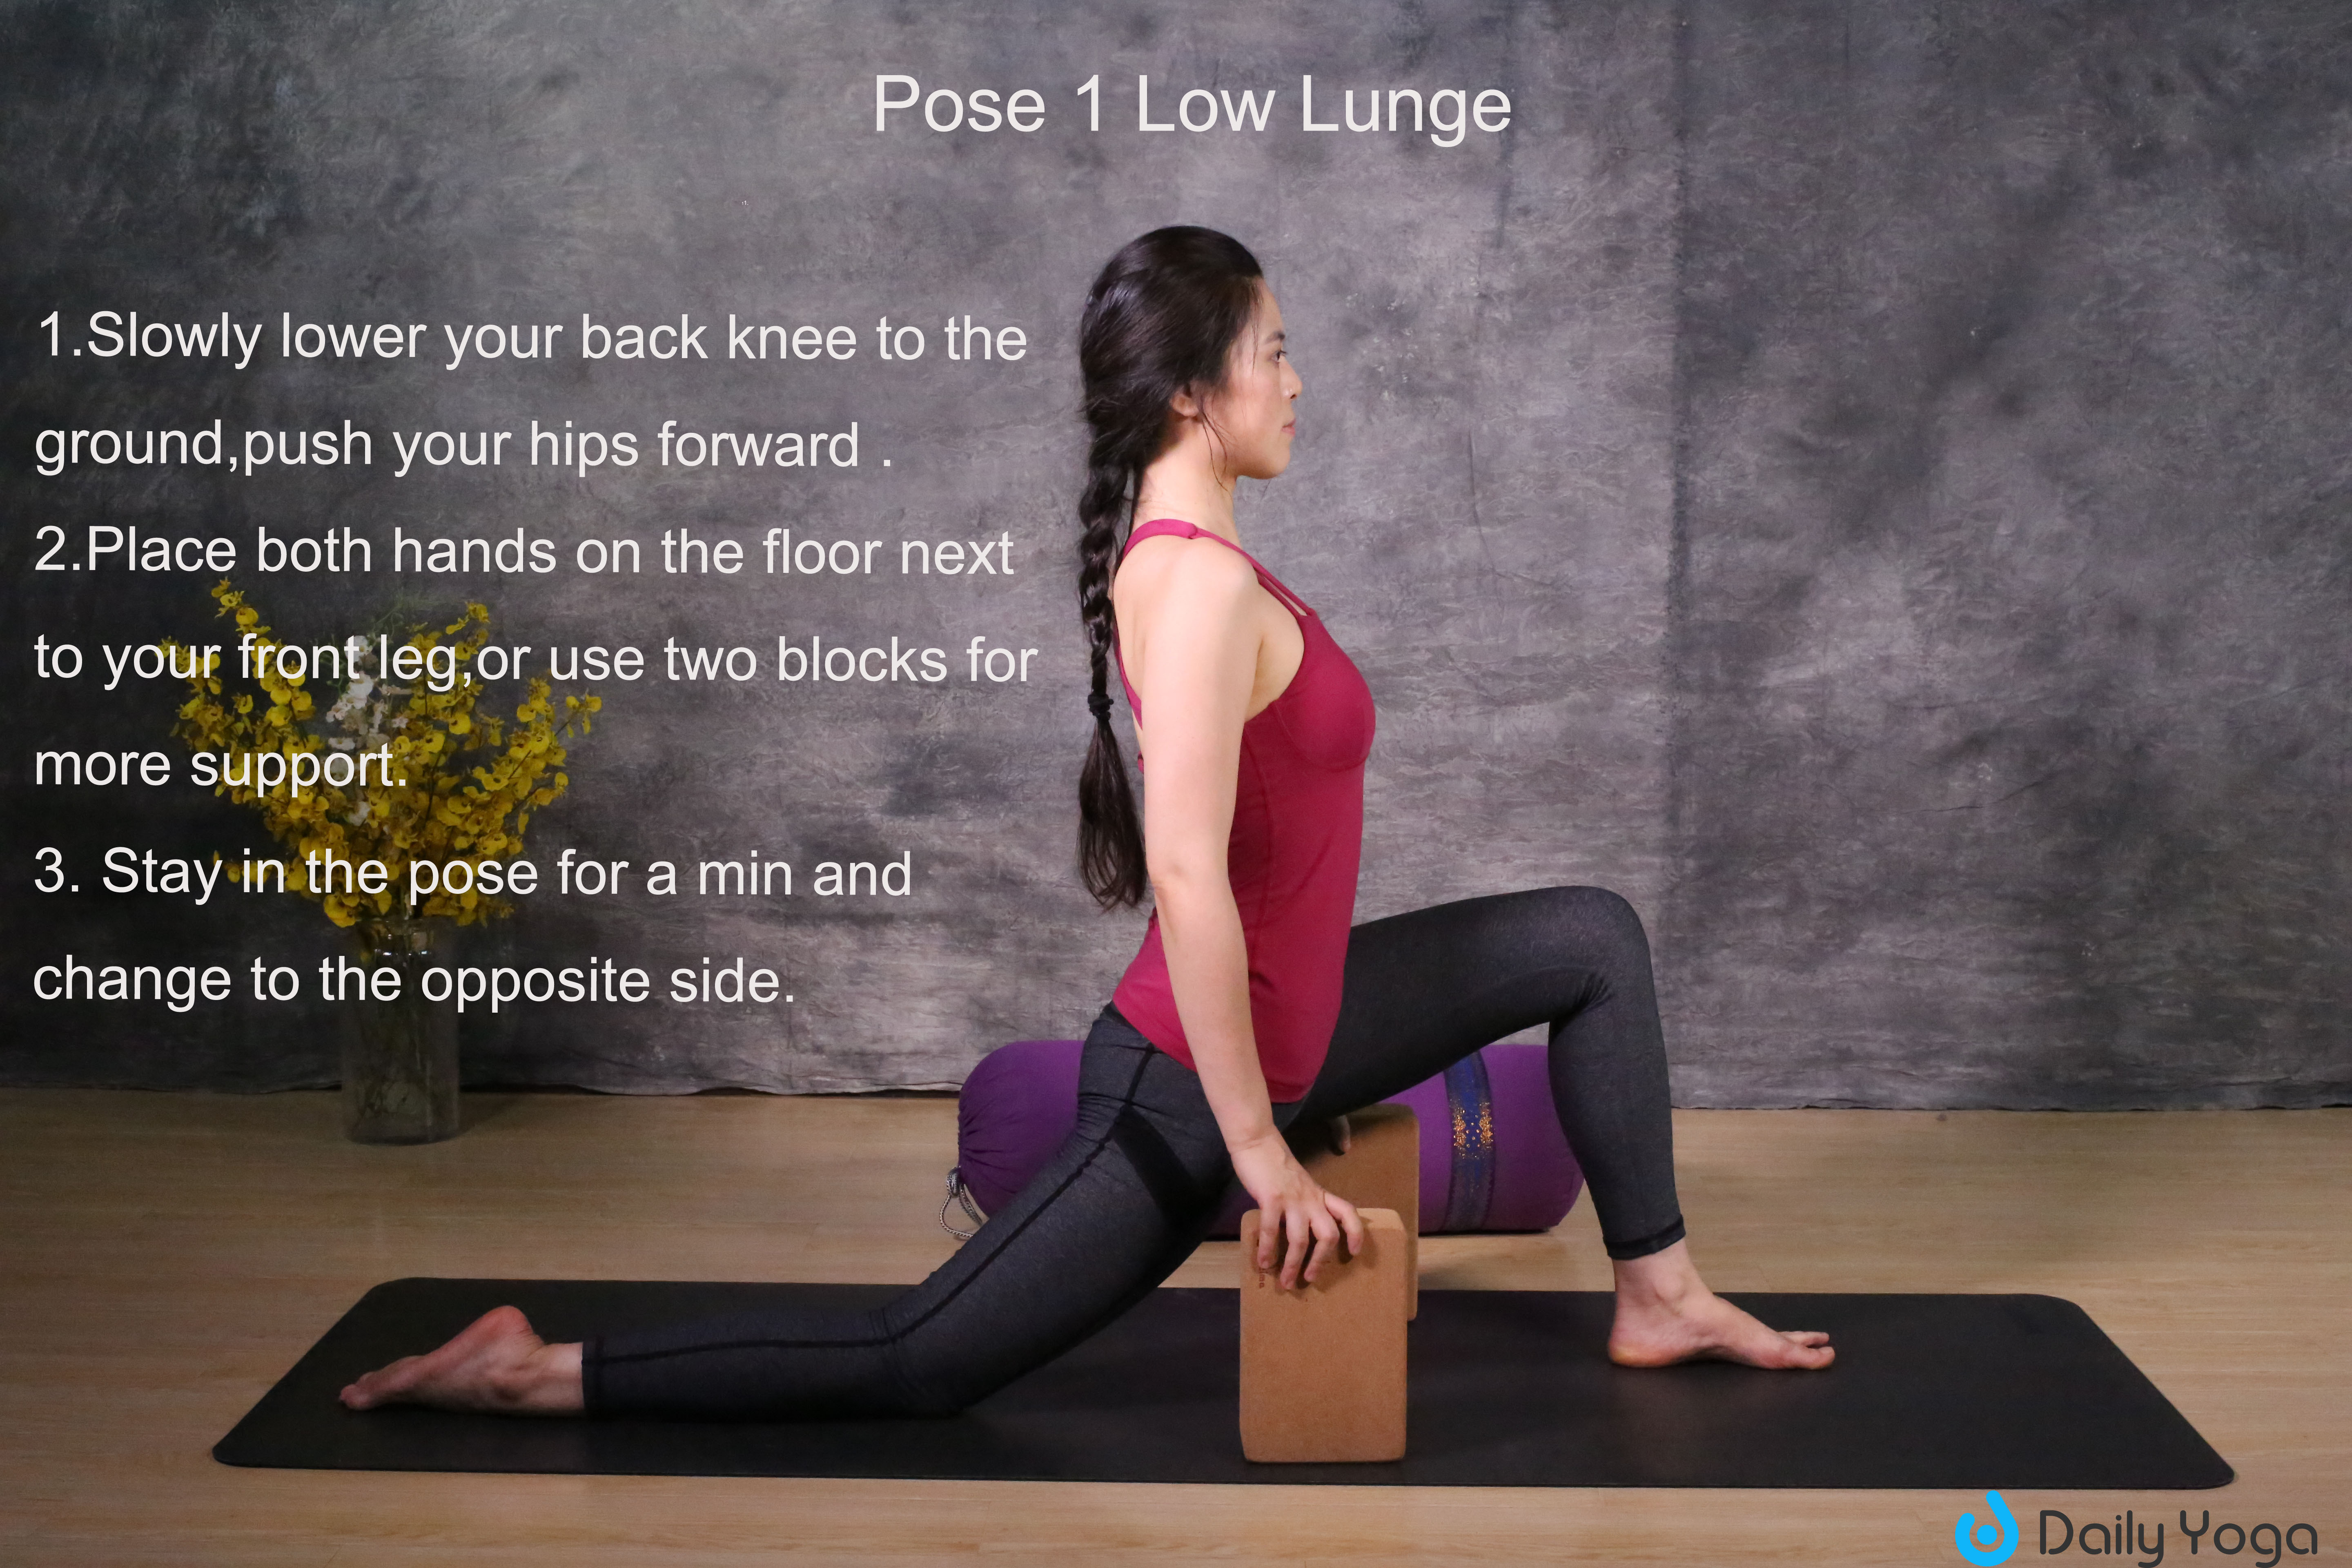 Pose 1 Low Lunge
1.Slowly lower your back knee to the
ground,push your hips forward .
2.Place both hands on the floor next
to your front leg,or use two blocks for
more support.
3. Stay in the pose for a min and
change to the opposite side.
Daily Yoga